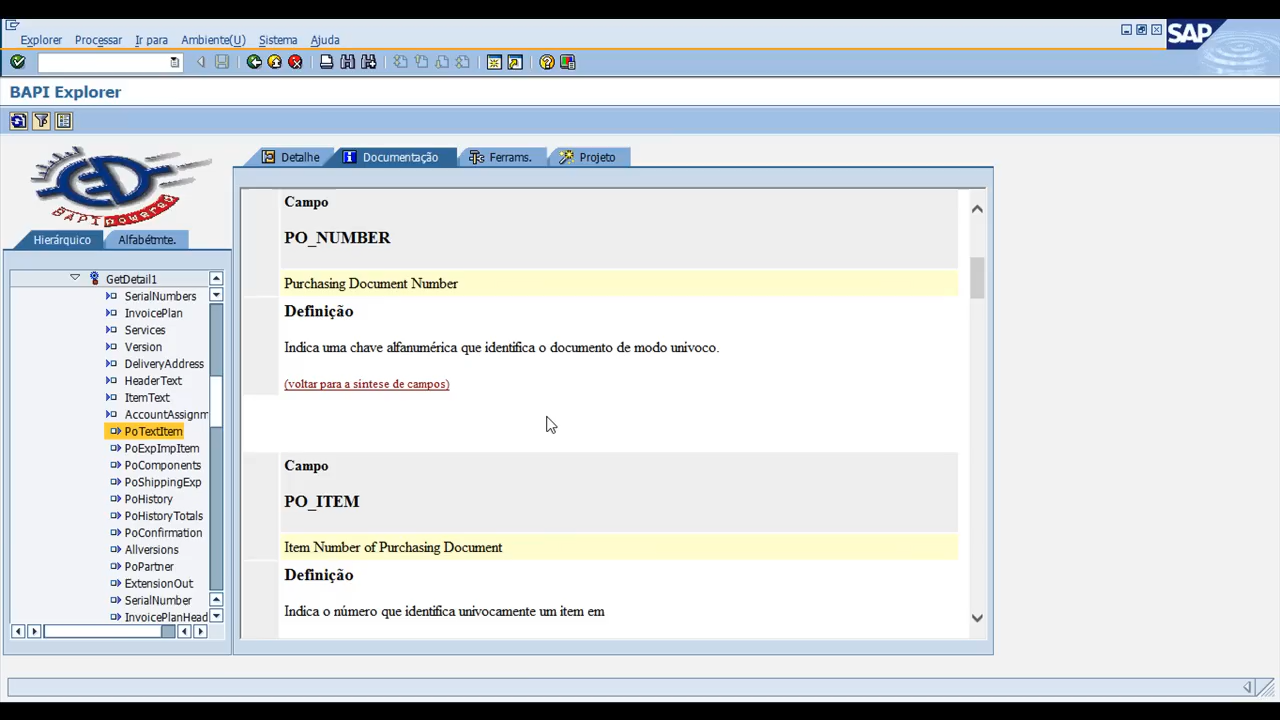 Explorer Processar Ir para Ambiente(U) Sistema Ajuda
SAP
BAPI Explorer
BAPI powered
Detalhe Documentação Ferrams. Projeto
Hierárquico Alfabétmte.
GetDetail1
SerialNumbers
InvoicePlan
Services
Version
DeliveryAddress
HeaderText
ItemText
AccountAssignm
PoTextItem
PoExpImpItem
PoComponents
PoShippingExp
PoHistory
PoHistoryTotals
PoConfirmation
Allversions
PoPartner
ExtensionOut
SerialNumber
InvoicePlanHead
Campo
PO_NUMBER
Purchasing Document Number
Definição
Indica uma chave alfanumérica que identifica o documento de modo univoco.
(voltar para a síntese de campos)
Campo
PO_ITEM
Item Number of Purchasing Document
Definição
Indica o número que identifica univocamente um item em